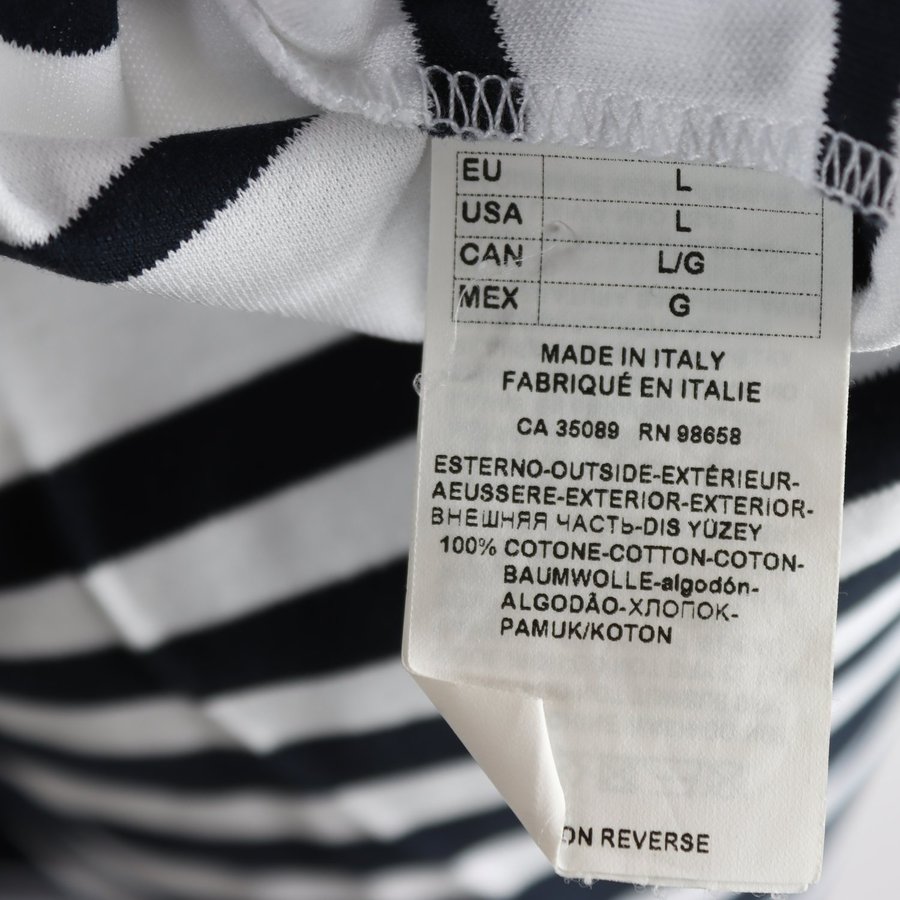 EU L
USA L
CAN L/G
MEX G
MADE IN ITALY
FABRIQUÉ EN ITALIE
CA 35089 RN 98658
ESTERNO-OUTSIDE-EXTÉRIEUR-
AEUSSERE-EXTERIOR-EXTERIOR-
ВНЕШНЯЯ ЧАСТЬ-DIS YÜZEY
100% COTONE-COTTON-COTON-
BAUMWOLLE-algodón-
ALGODÃO-ХЛОПОК-
PAMUK/KOTON
ON REVERSE